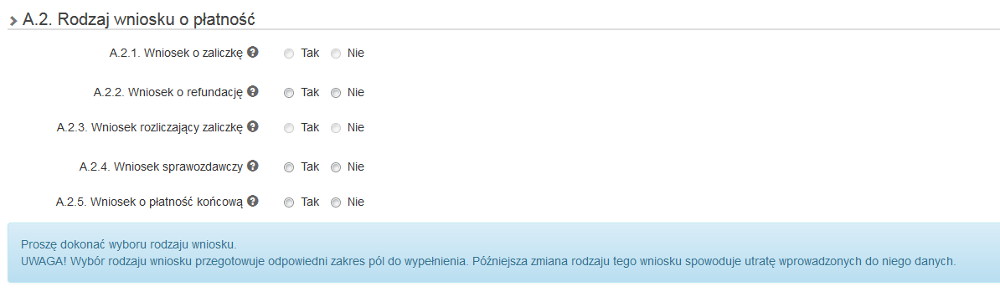 A.2. Rodzaj wniosku o płatność
A.2.1. Wniosek o zaliczkę ? Tak Nie
A.2.2. Wniosek o refundację ? Tak Nie
A.2.3. Wniosek rozliczający zaliczkę ? Tak Nie
A.2.4. Wniosek sprawozdawczy ? Tak Nie
A.2.5. Wniosek o płatność końcową ? Tak Nie
Proszę dokonać wyboru rodzaju wniosku.
UWAGA! Wybór rodzaju wniosku przegotowuje odpowiedni zakres pól do wypełnienia. Późniejsza zmiana rodzaju tego wniosku spowoduje utratę wprowadzonych do niego danych.